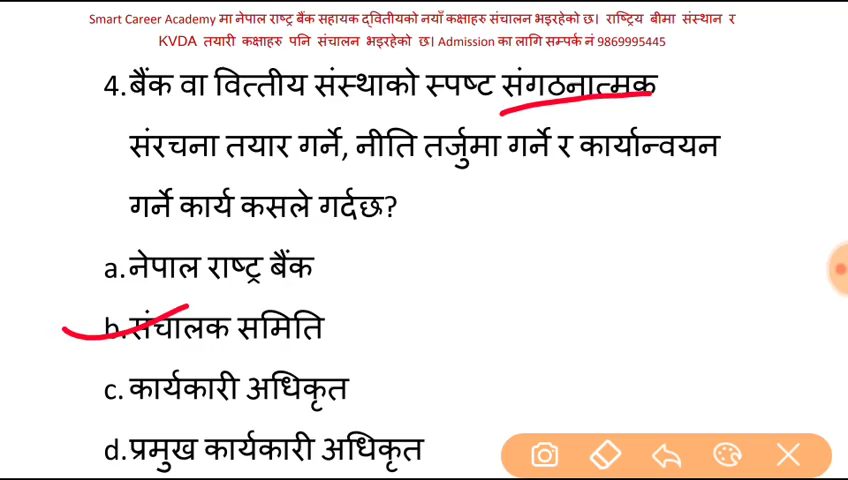 Smart Career Academy मा नेपाल राष्ट्र बैंक सहायक द्वितीयको नयाँ कक्षाहरु संचालन भइरहेको छ। राष्ट्रिय बीमा संस्थान र
KVDA तयारी कक्षाहरु पनि संचालन भइरहेको छ। Admission का लागि सम्पर्क नं 9869995445
4.बैंक वा वित्तीय संस्थाको स्पष्ट संगठनात्मक
संरचना तयार गर्ने, नीति तर्जुमा गर्ने र कार्यान्वयन
गर्ने कार्य कसले गर्दछ?
a.नेपाल राष्ट्र बैंक
b.संचालक समिति
c. कार्यकारी अधिकृत
d.प्रमुख कार्यकारी अधिकृत